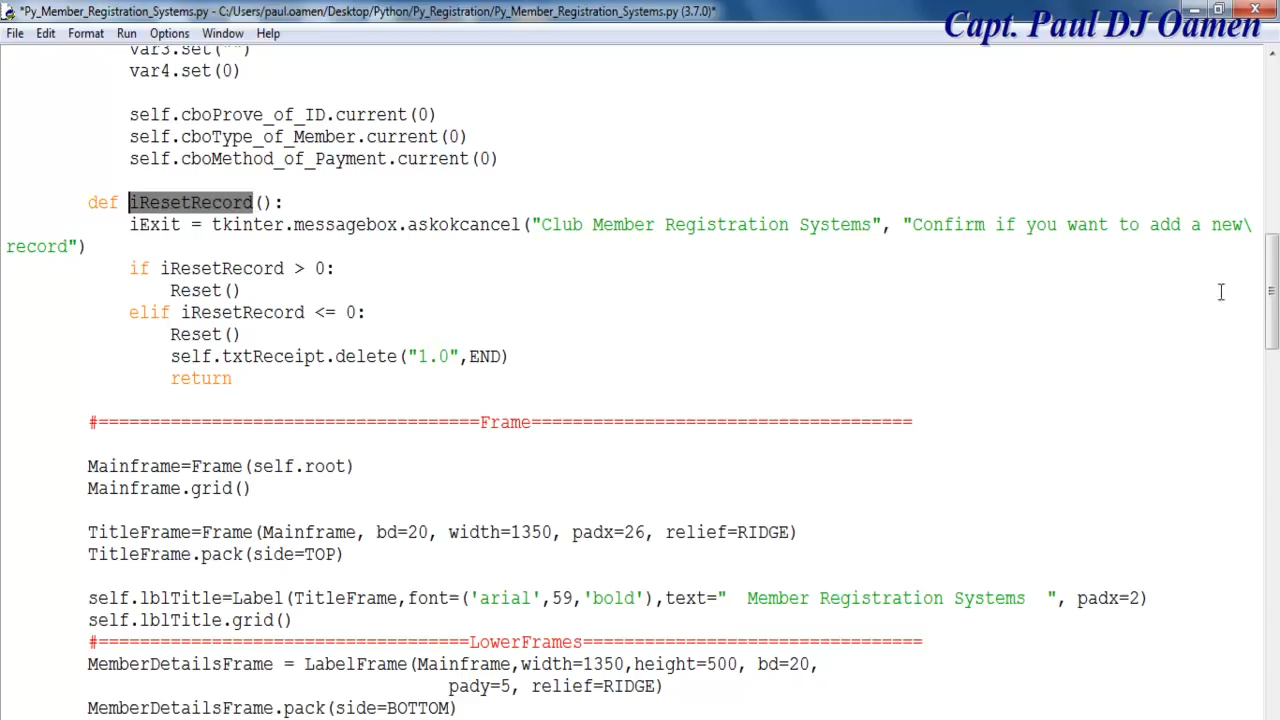 *Py_Member_Registration_Systems.py - C:/Users/paul.oamen/Desktop/Python/Py_Registration/Py_Member_Registration_Systems.py (3.7.0)*
Capt. Paul DJ Oamen
File Edit Format Run Options Window Help
var3.set("")
var4.set(0)
self.cboProve_of_ID.current(0)
self.cboType_of_Member.current(0)
self.cboMethod_of_Payment.current(0)
def iResetRecord():
iExit = tkinter.messagebox.askokcancel("Club Member Registration Systems", "Confirm if you want to add a new\
record")
if iResetRecord > 0:
Reset()
elif iResetRecord <= 0:
Reset()
self.txtReceipt.delete("1.0",END)
return
#=====================================Frame=====================================
Mainframe=Frame(self.root)
Mainframe.grid()
TitleFrame=Frame(Mainframe, bd=20, width=1350, padx=26, relief=RIDGE)
TitleFrame.pack(side=TOP)
self.lblTitle=Label(TitleFrame,font=('arial',59,'bold'),text="  Member Registration Systems  ", padx=2)
self.lblTitle.grid()
#====================================LowerFrames=================================
MemberDetailsFrame = LabelFrame(Mainframe,width=1350,height=500, bd=20,
pady=5, relief=RIDGE)
MemberDetailsFrame.pack(side=BOTTOM)